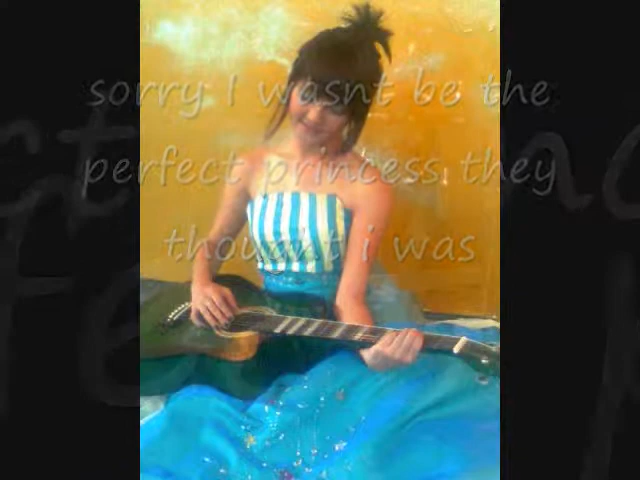 sorry I wasnt be the
perfect princess they
thought i was